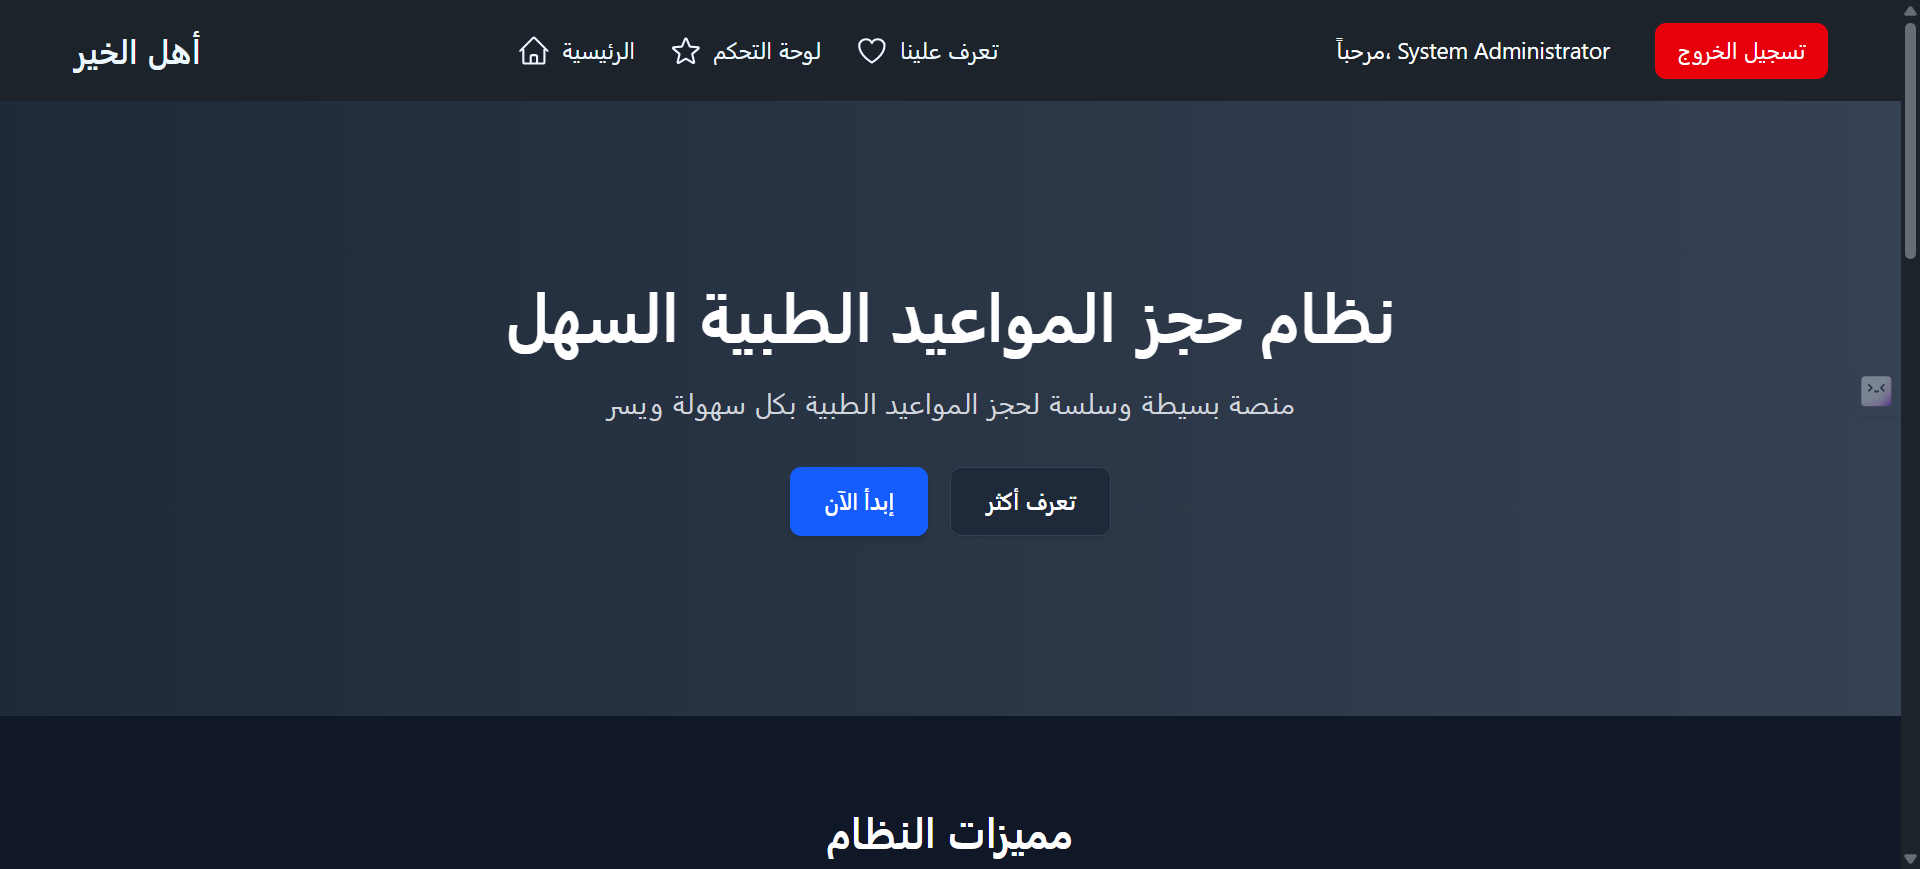 أهل الخير
الرئيسية
لوحة التحكم
تعرف علينا
مرحباً، System Administrator
تسجيل الخروج
نظام حجز المواعيد الطبية السهل
منصة بسيطة وسلسة لحجز المواعيد الطبية بكل سهولة ويسر
إبدأ الآن
تعرف أكثر
مميزات النظام